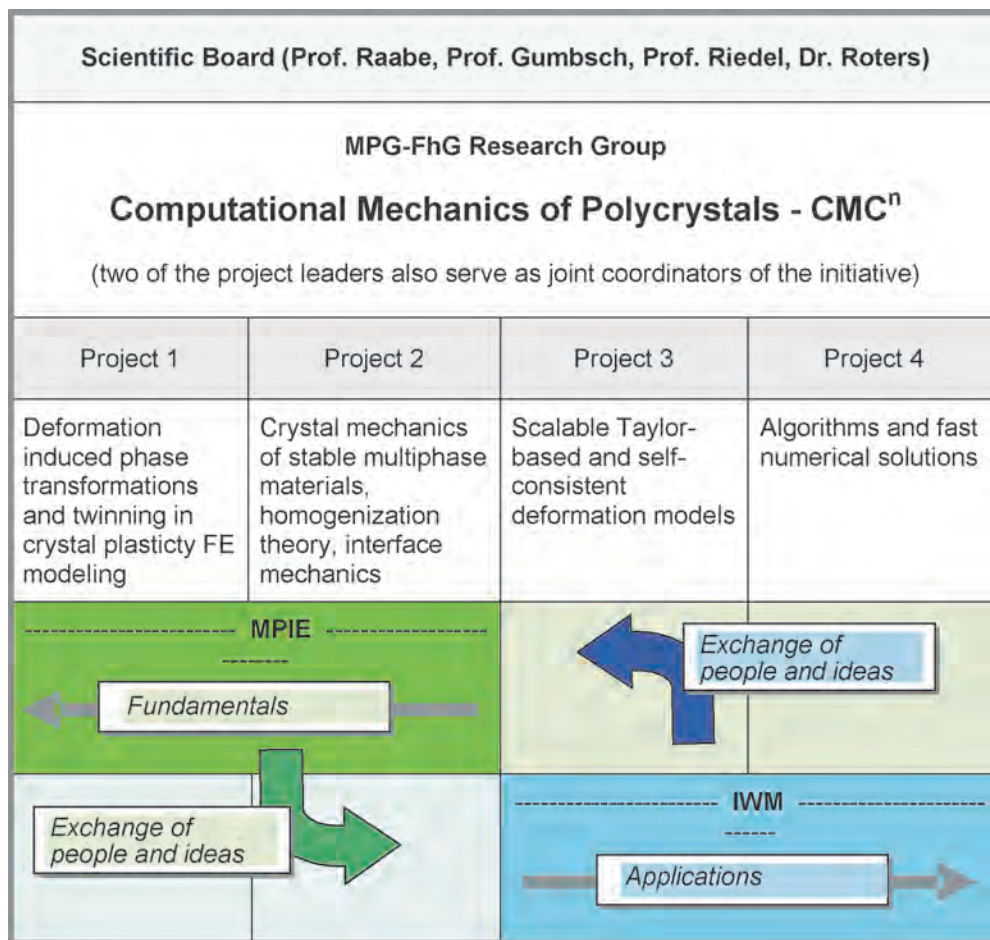 Scientific Board (Prof. Raabe, Prof. Gumbsch, Prof. Riedel, Dr. Roters)
MPG-FhG Research Group
Computational Mechanics of Polycrystals - CMCⁿ
(two of the project leaders also serve as joint coordinators of the initiative)
Project 1
Project 2
Project 3
Project 4
Deformation
induced phase
transformations
and twinning in
crystal plasticty FE
modeling
Crystal mechanics
of stable multiphase
materials,
homogenization
theory, interface
mechanics
Scalable Taylor-
based and self-
consistent
deformation models
Algorithms and fast
numerical solutions
MPIE
Fundamentals
Exchange of
people and ideas
Exchange of
people and ideas
IWM
Applications